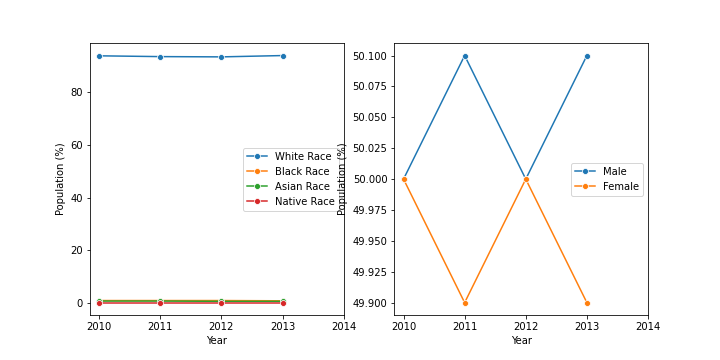 80
60
40
20
0
Population (%)
2010 2011 2012 2013 2014
Year
White Race
Black Race
Asian Race
Native Race
50.100
50.075
50.050
50.025
50.000
49.975
49.950
49.925
49.900
Population (%)
2010 2011 2012 2013 2014
Year
Male
Female